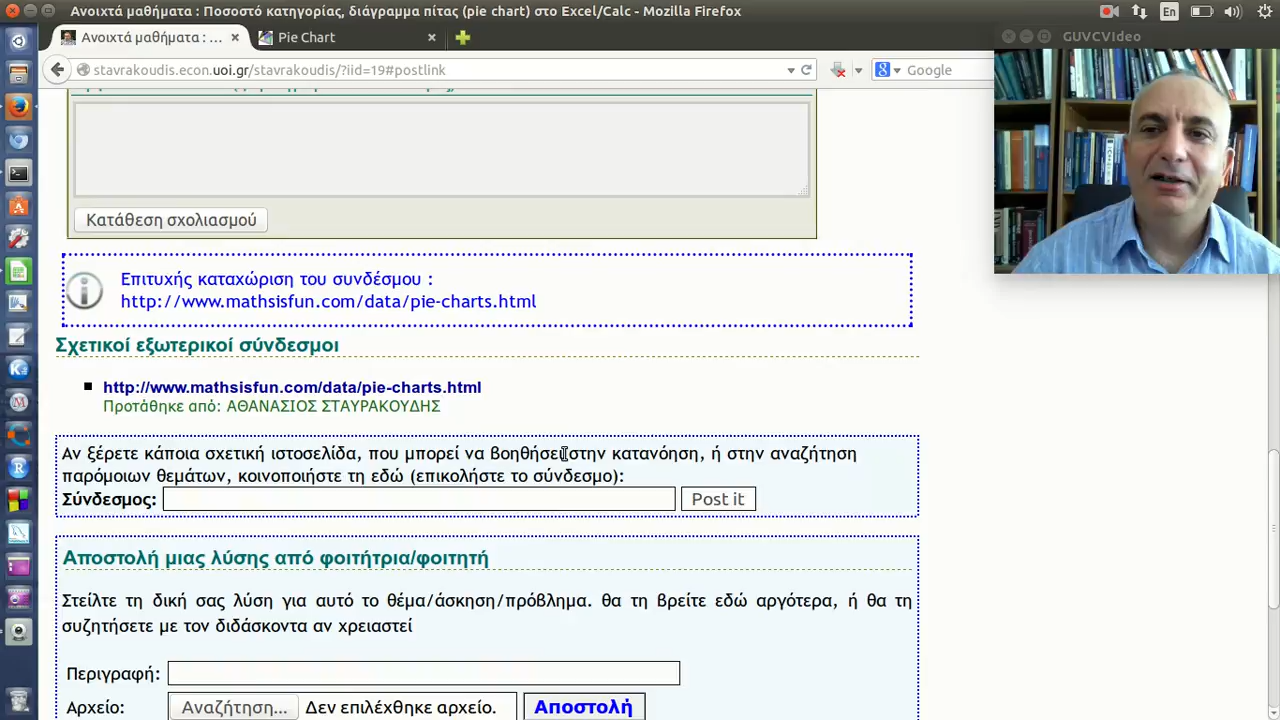 Ανοιχτά μαθήματα : Ποσοστό κατηγορίας, διάγραμμα πίτας (pie chart) στο Excel/Calc - Mozilla Firefox
En
Ανοιχτά μαθήματα : ...
Pie Chart
GUVCVIdeo
stavrakoudis.econ.uoi.gr/stavrakoudis/?iid=19#postlink
Google
Κατάθεση σχολιασμού
Επιτυχής καταχώριση του συνδέσμου :
http://www.mathsisfun.com/data/pie-charts.html
Σχετικοί εξωτερικοί σύνδεσμοι
http://www.mathsisfun.com/data/pie-charts.html
Προτάθηκε από: ΑΘΑΝΑΣΙΟΣ ΣΤΑΥΡΑΚΟΥΔΗΣ
Αν ξέρετε κάποια σχετική ιστοσελίδα, που μπορεί να βοηθήσει στην κατανόηση, ή στην αναζήτηση
παρόμοιων θεμάτων, κοινοποιήστε τη εδώ (επικολήστε το σύνδεσμο):
Σύνδεσμος:
Post it
Αποστολή μιας λύσης από φοιτήτρια/φοιτητή
Στείλτε τη δική σας λύση για αυτό το θέμα/άσκηση/πρόβλημα. θα τη βρείτε εδώ αργότερα, ή θα τη
συζητήσετε με τον διδάσκοντα αν χρειαστεί
Περιγραφή:
Αρχείο:
Αναζήτηση...
Δεν επιλέχθηκε αρχείο.
Αποστολή